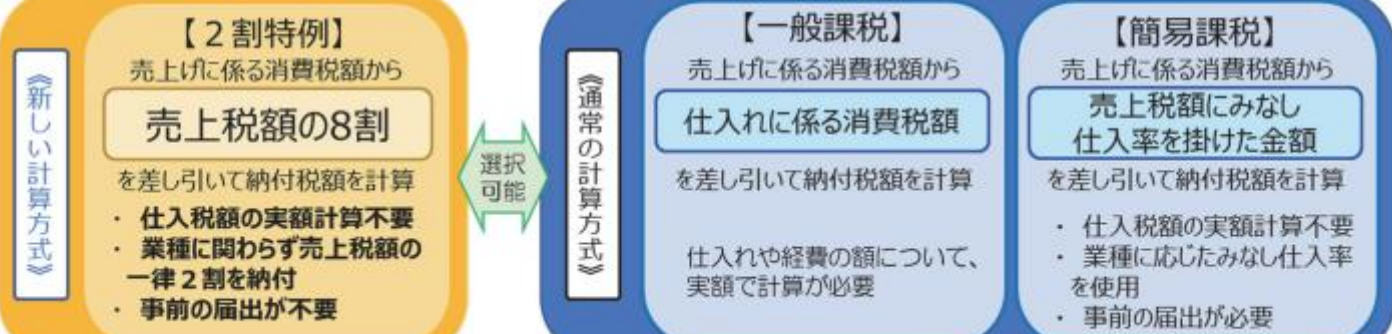 《新しい計算方式》
【２割特例】
売上げに係る消費税額から
売上税額の8割
を差し引いて納付税額を計算
・ 仕入税額の実額計算不要
・ 業種に関わらず売上税額の
一律２割を納付
・ 事前の届出が不要
選択
可能
《通常の計算方式》
【一般課税】
売上げに係る消費税額から
仕入れに係る消費税額
を差し引いて納付税額を計算
仕入れや経費の額について、
実額で計算が必要
【簡易課税】
売上げに係る消費税額から
売上税額にみなし
仕入率を掛けた金額
を差し引いて納付税額を計算
・ 仕入税額の実額計算不要
・ 業種に応じたみなし仕入率
を使用
・ 事前の届出が必要